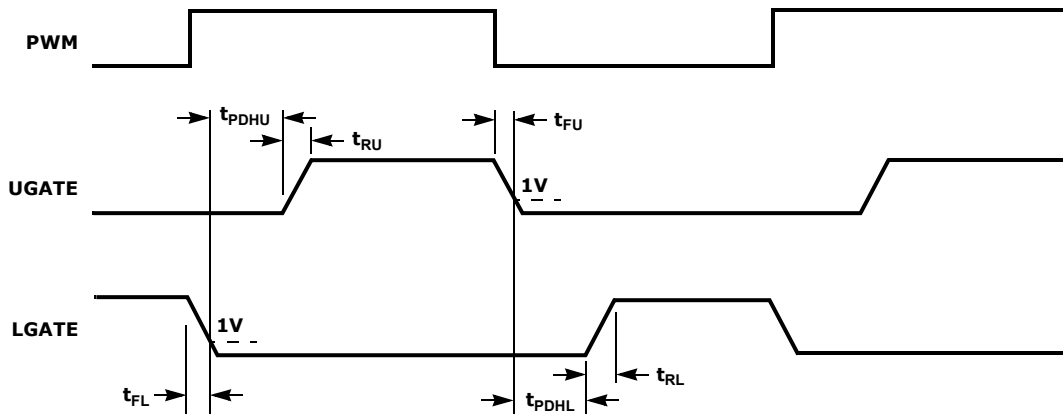 PWM
tPDHU
tRU
tFU
UGATE
1V
LGATE
1V
tFL
tRL
tPDHL